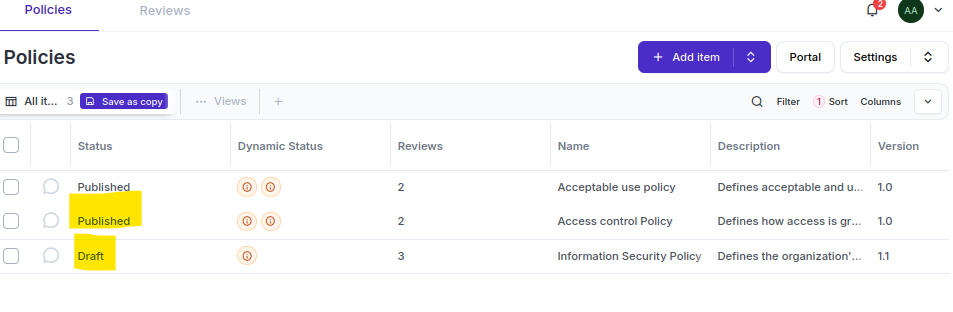 Policies Reviews 2 AA
Policies Add item Portal Settings
All it... 3 Save as copy Views Filter 1 Sort Columns
Status Dynamic Status Reviews Name Description Version
Published 2 Acceptable use policy Defines acceptable and u... 1.0
Published 2 Access control Policy Defines how access is gr... 1.0
Draft 3 Information Security Policy Defines the organization'... 1.1